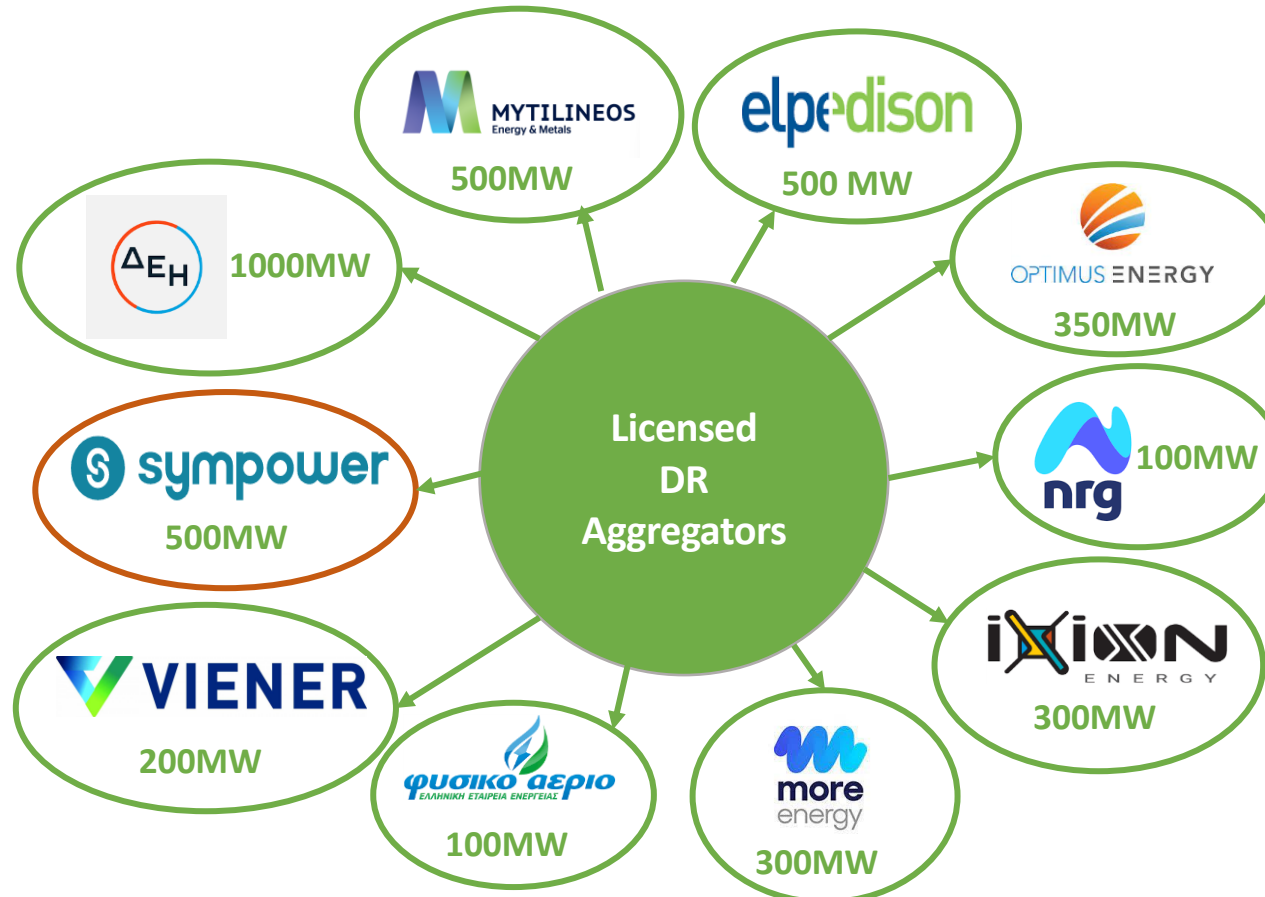 MYTILINEOS
Energy & Metals
500MW
elpedison
500 MW
ΔΕΗ
1000MW
OPTIMUS ENERGY
350MW
sympower
500MW
Licensed
DR
Aggregators
nrg
100MW
VIENER
200MW
φυσικό αέριο
ΕΛΛΗΝΙΚΗ ΕΤΑΙΡΕΙΑ ΕΝΕΡΓΕΙΑΣ
100MW
more
energy
300MW
iXiON
ENERGY
300MW